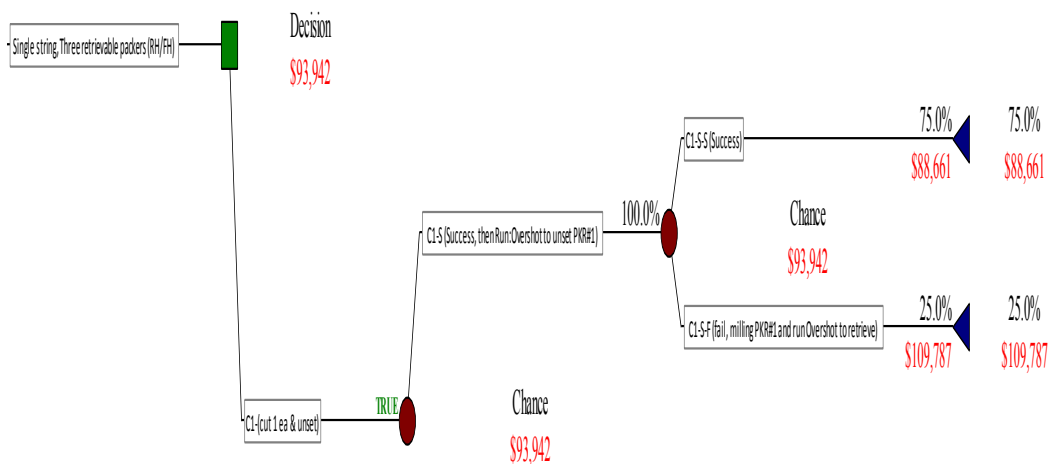 Single string, Three retrievable packers (RH/FH)
Decision
$93,942
C1-S-S (Success)
75.0%
$88,661
75.0%
$88,661
C1-S (Success, then Run:Overshot to unset PKR#1)
100.0%
Chance
$93,942
C1-S-F (fail , milling PKR#1 and run Overshot to retrieve)
25.0%
$109,787
25.0%
$109,787
C1-(cut 1 ea & unset)
TRUE
Chance
$93,942